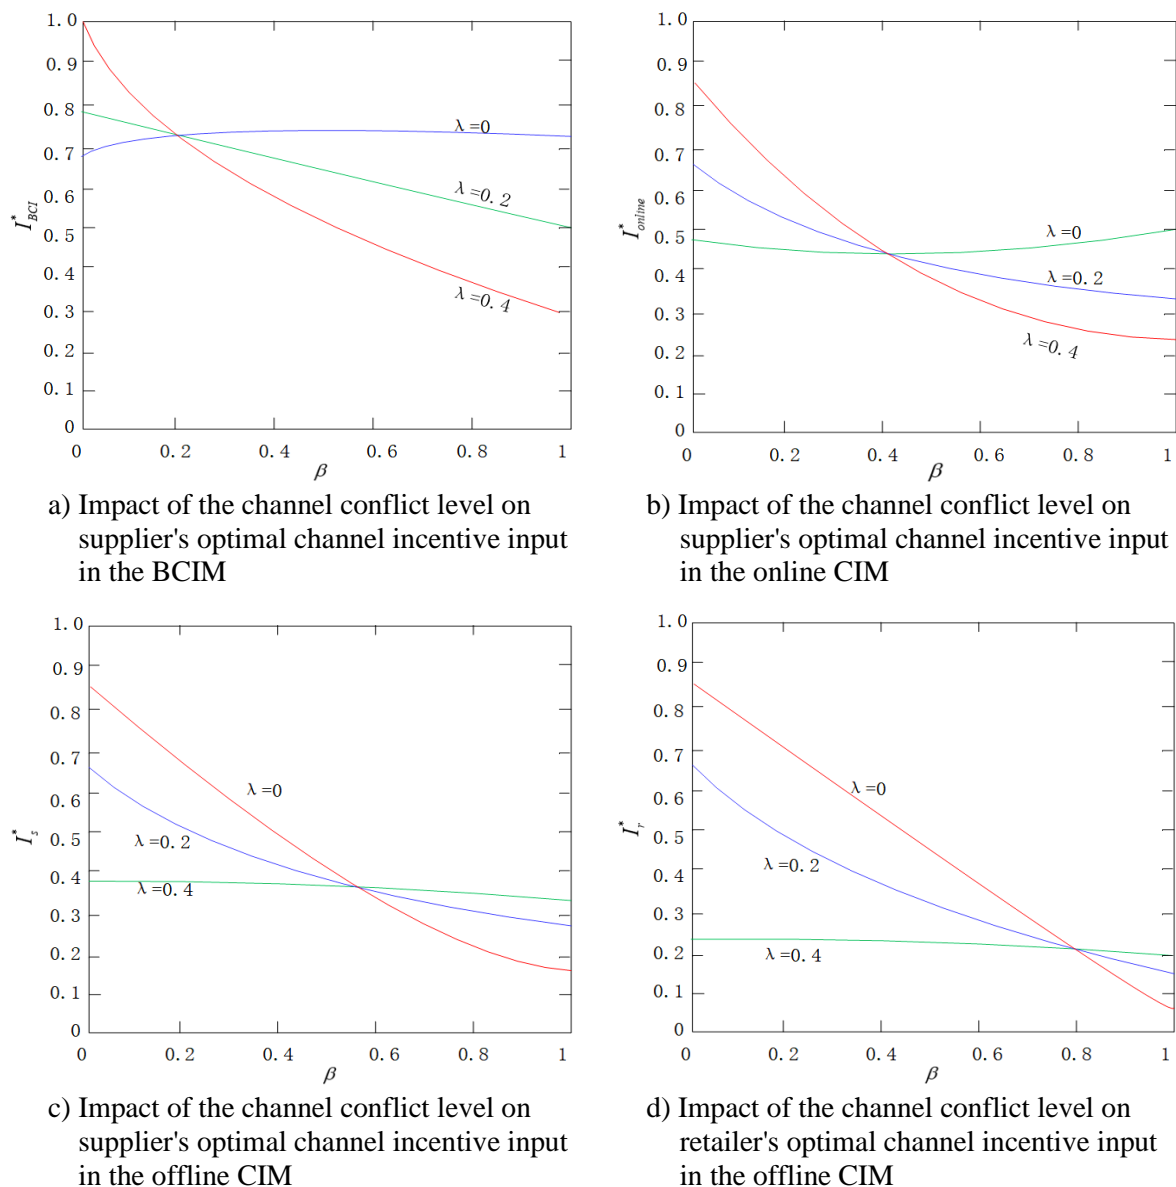 1.0
0.9
0.8
0.7
0.6
0.5
0.4
0.3
0.2
0.1
0
I*BCI
λ=0
λ=0.2
λ=0.4
0 0.2 0.4 0.6 0.8 1
β
a) Impact of the channel conflict level on
supplier's optimal channel incentive input
in the BCIM
1.0
0.9
0.8
0.7
0.6
0.5
0.4
0.3
0.2
0.1
0
I*onlime
λ=0
λ=0.2
λ=0.4
0 0.2 0.4 0.6 0.8 1
β
b) Impact of the channel conflict level on
supplier's optimal channel incentive input
in the online CIM
1.0
0.9
0.8
0.7
0.6
0.5
0.4
0.3
0.2
0.1
0
I*s
λ=0
λ=0.2
λ=0.4
0 0.2 0.4 0.6 0.8 1
β
c) Impact of the channel conflict level on
supplier's optimal channel incentive input
in the offline CIM
1.0
0.9
0.8
0.7
0.6
0.5
0.4
0.3
0.2
0.1
0
I*r
λ=0
λ=0.2
λ=0.4
0 0.2 0.4 0.6 0.8 1
β
d) Impact of the channel conflict level on
retailer's optimal channel incentive input
in the offline CIM